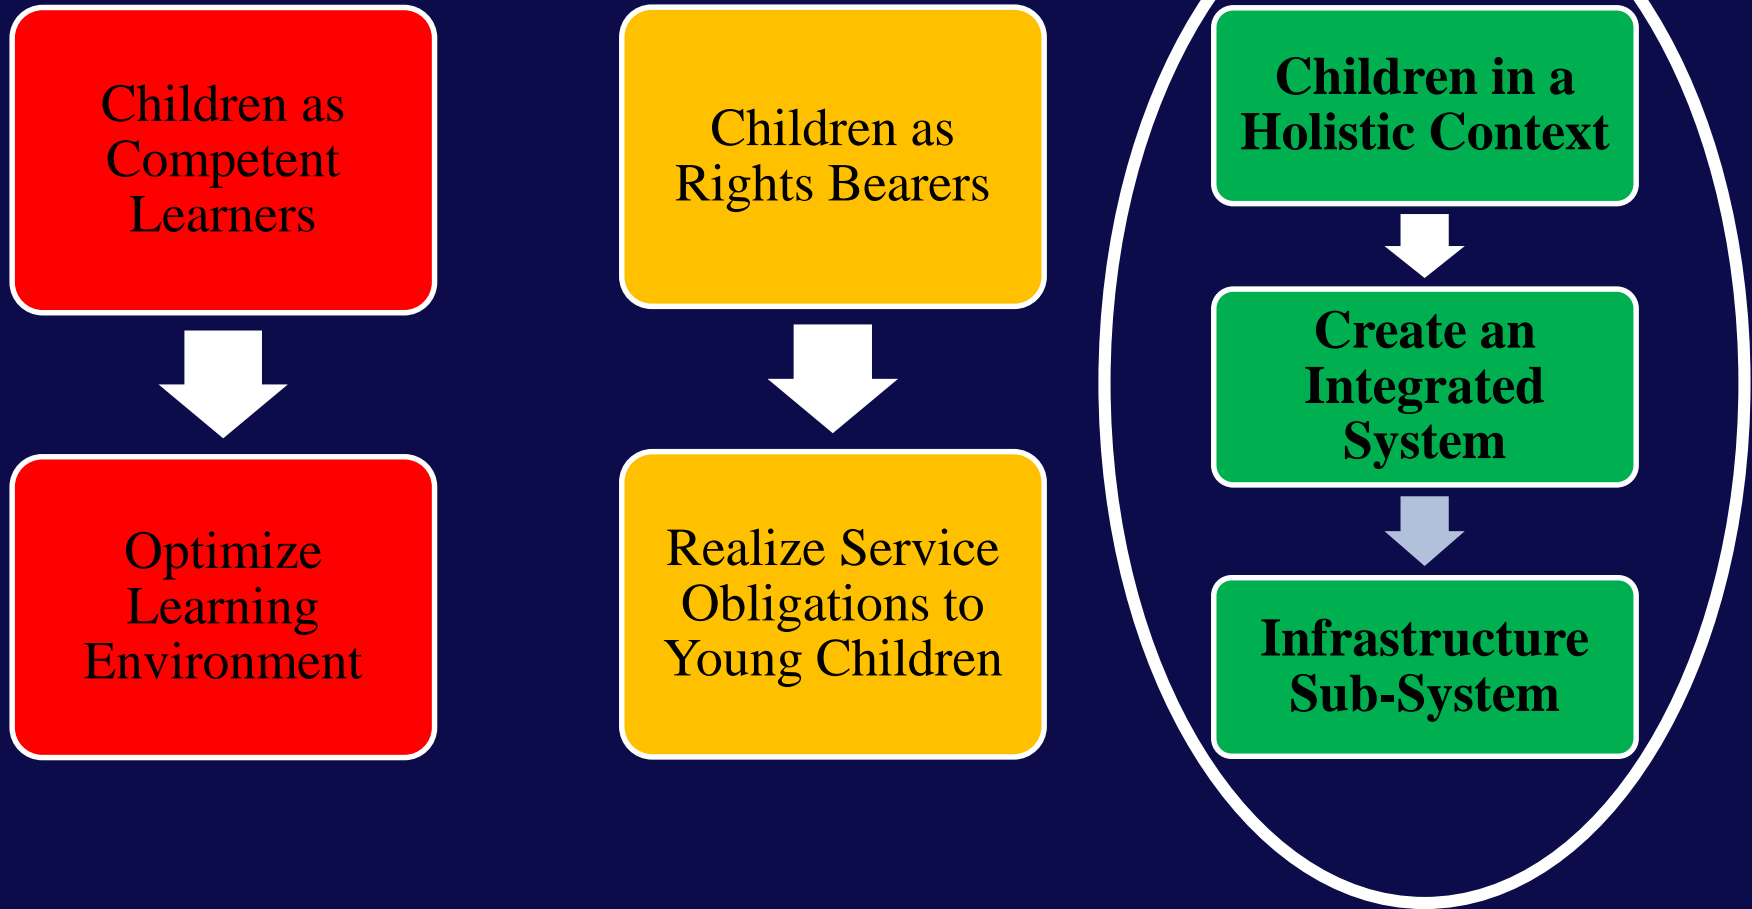 Children as
Competent
Learners
Optimize
Learning
Environment
Children as
Rights Bearers
Realize Service
Obligations to
Young Children
Children in a
Holistic Context
Create an
Integrated
System
Infrastructure
Sub-System